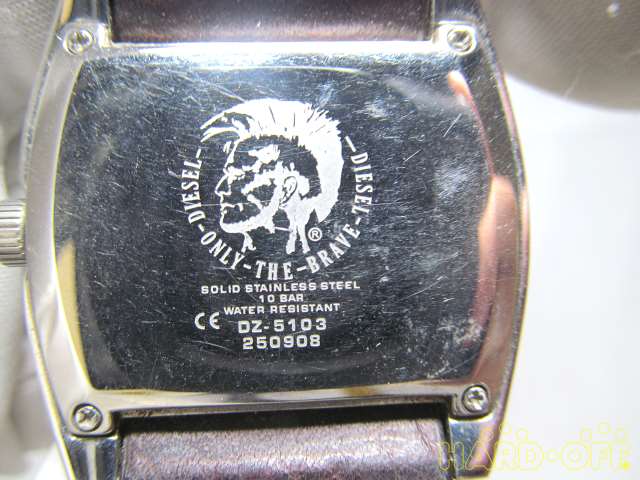 DIESEL-ONLY-THE-BRAVE-DIESEL
®
SOLID STAINLESS STEEL
10 BAR
WATER RESISTANT
CE DZ-5103
250908
HARD-OFF